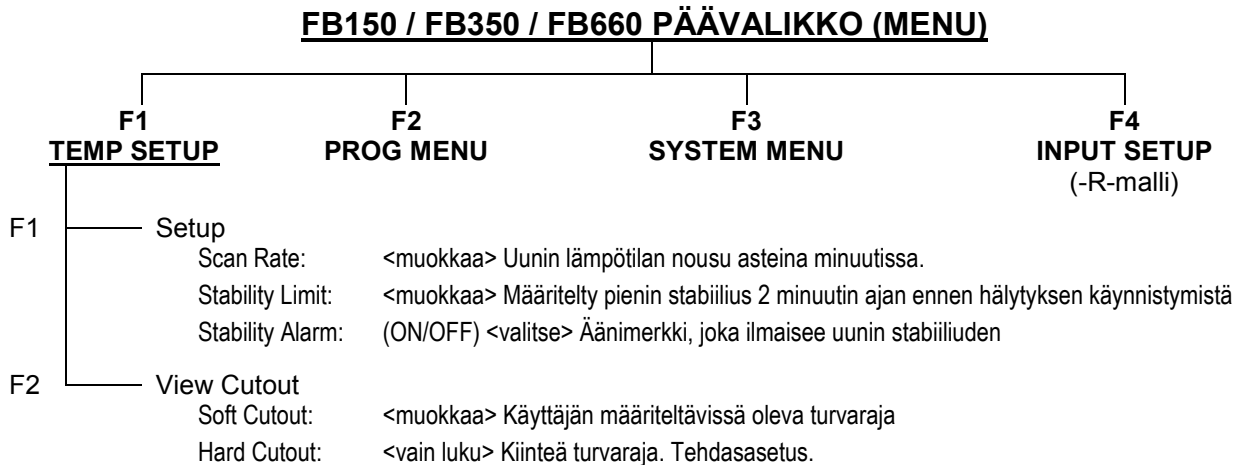 FB150 / FB350 / FB660 PÄÄVALIKKO (MENU)
F1 F2 F3 F4
TEMP SETUP PROG MENU SYSTEM MENU INPUT SETUP
(-R-malli)
F1 Setup
Scan Rate: <muokkaa> Uunin lämpötilan nousu asteina minuutissa.
Stability Limit: <muokkaa> Määritelty pienin stabiilius 2 minuutin ajan ennen hälytyksen käynnistymistä
Stability Alarm: (ON/OFF) <valitse> Äänimerkki, joka ilmaisee uunin stabiiliuden
F2 View Cutout
Soft Cutout: <muokkaa> Käyttäjän määriteltävissä oleva turvaraja
Hard Cutout: <vain luku> Kiinteä turvaraja. Tehdasasetus.